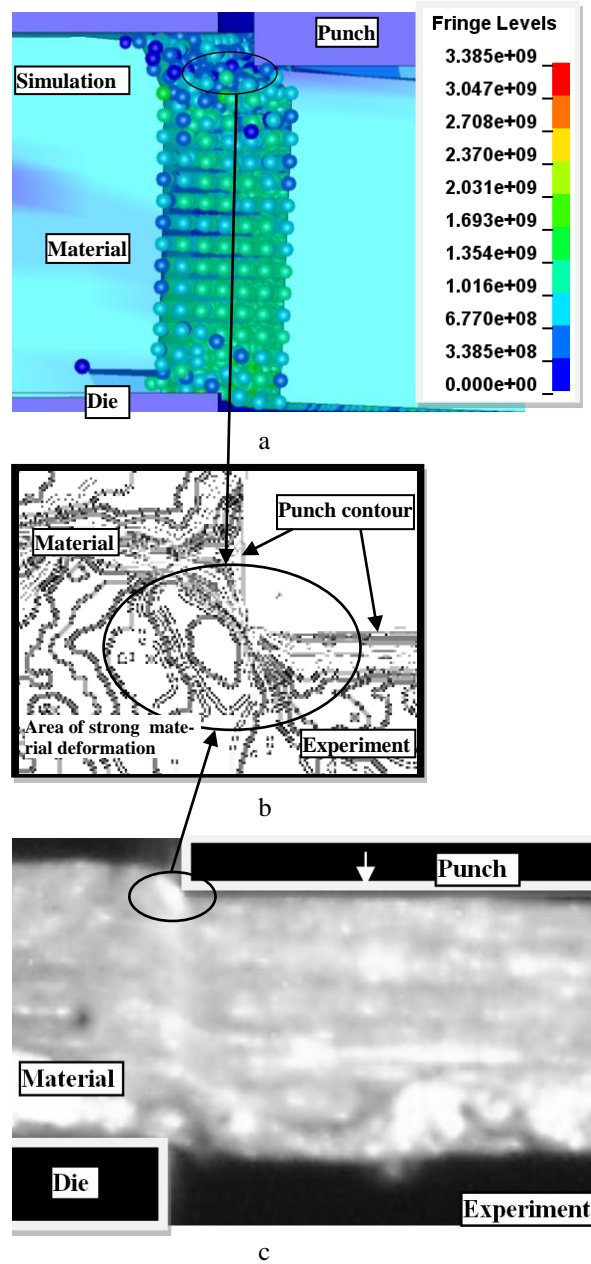 Punch
Simulation
Material
Die
Fringe Levels
3.385e+09
3.047e+09
2.708e+09
2.370e+09
2.031e+09
1.693e+09
1.354e+09
1.016e+09
6.770e+08
3.385e+08
0.000e+00
a
Punch contour
Material
Area of strong mate-
rial deformation
Experiment
b
Punch
Material
Die
Experiment
c